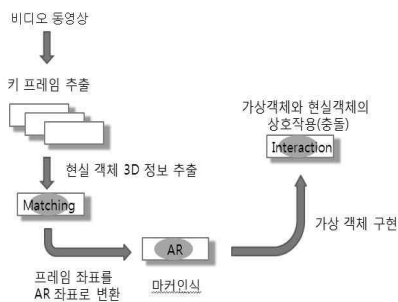 비디오 동영상
키 프레임 추출
현실 객체 3D 정보 추출
Matching
프레임 좌표를
AR 좌표로 변환
AR
마커인식
가상 객체 구현
가상객체와 현실객체의
상호작용(충돌)
Interaction